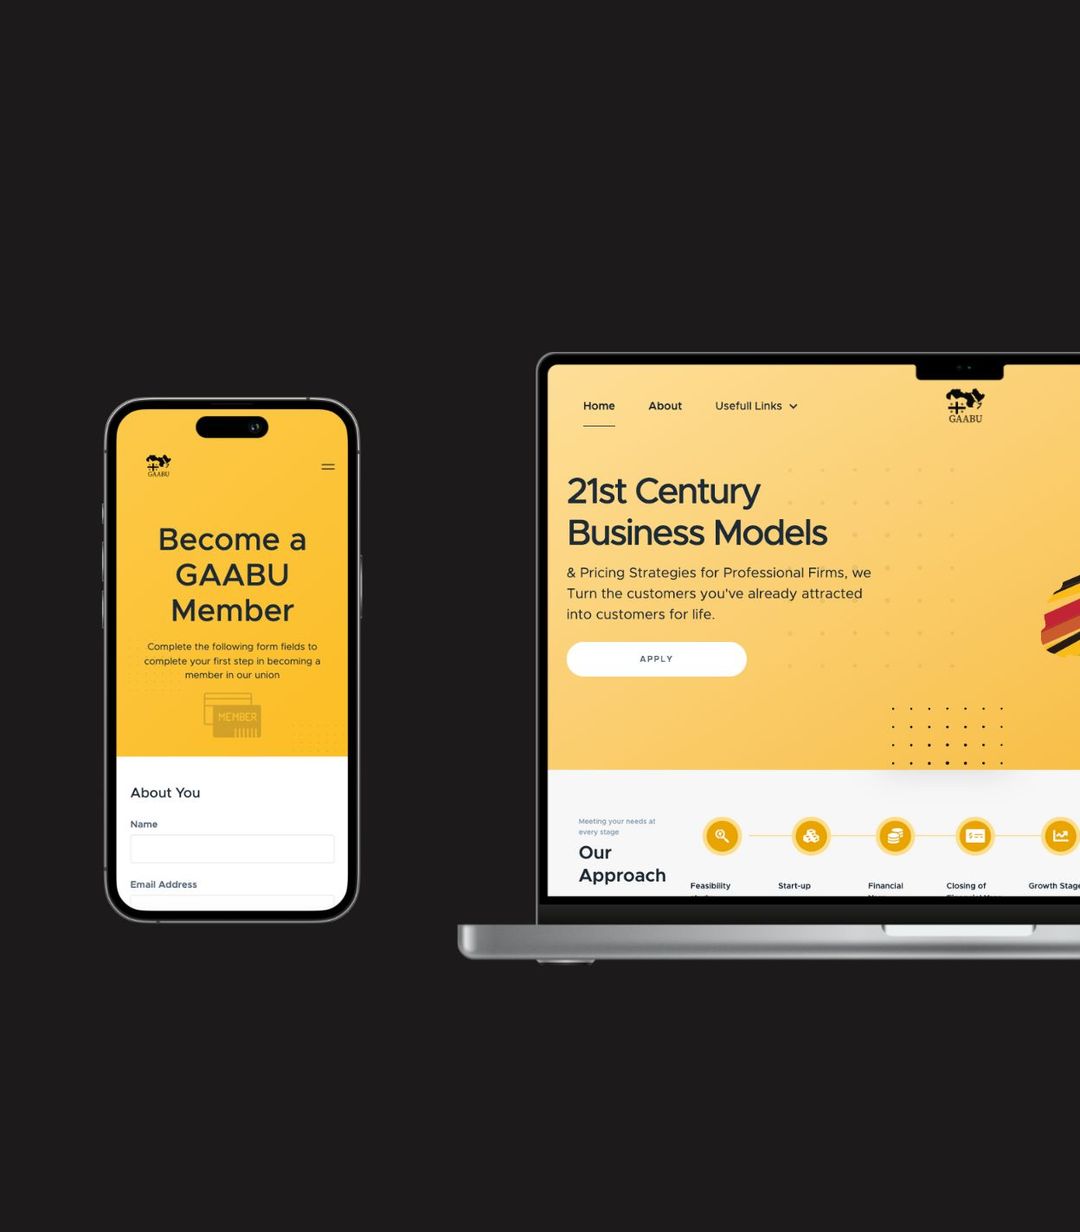 GAABU
Become a
GAABU
Member
Complete the following form fields to
complete your first step in becoming a
member in our union
MEMBER
About You
Name
Email Address
Home
About
Usefull Links
GAABU
21st Century
Business Models
& Pricing Strategies for Professional Firms, we
Turn the customers you've already attracted
into customers for life.
APPLY
Meeting your needs at
every stage
Our
Approach
Feasibility
Start-up
Financial
Closing of
Growth Stage